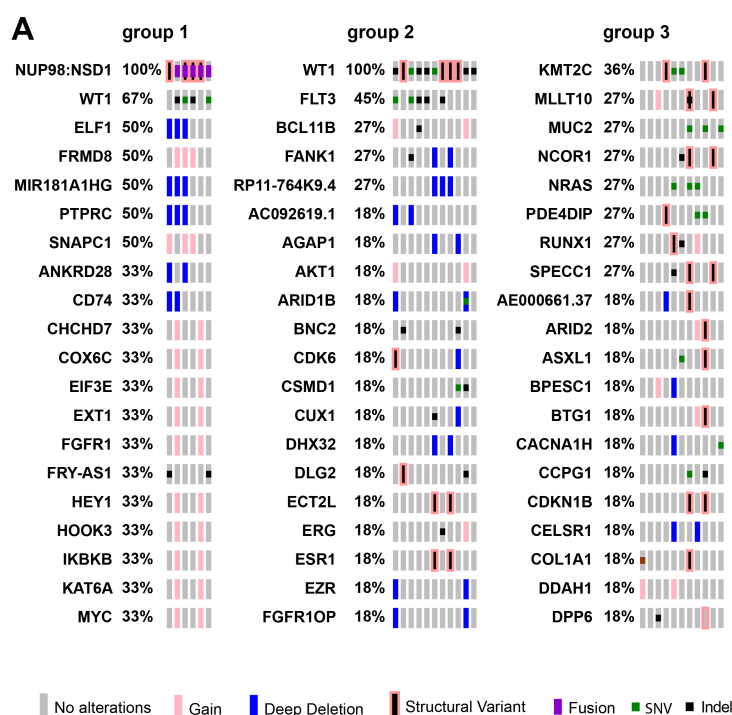 A
group 1 group 2 group 3
NUP98:NSD1 100% WT1 100% KMT2C 36%
WT1 67% FLT3 45% MLLT10 27%
ELF1 50% BCL11B 27% MUC2 27%
FRMD8 50% FANK1 27% NCOR1 27%
MIR181A1HG 50% RP11-764K9.4 27% NRAS 27%
PTPRC 50% AC092619.1 18% PDE4DIP 27%
SNAPC1 50% AGAP1 18% RUNX1 27%
ANKRD28 33% AKT1 18% SPECC1 27%
CD74 33% ARID1B 18% AE000661.37 18%
CHCHD7 33% BNC2 18% ARID2 18%
COX6C 33% CDK6 18% ASXL1 18%
EIF3E 33% CSMD1 18% BPESC1 18%
EXT1 33% CUX1 18% BTG1 18%
FGFR1 33% DHX32 18% CACNA1H 18%
FRY-AS1 33% DLG2 18% CCPG1 18%
HEY1 33% ECT2L 18% CDKN1B 18%
HOOK3 33% ERG 18% CELSR1 18%
IKBKB 33% ESR1 18% COL1A1 18%
KAT6A 33% EZR 18% DDAH1 18%
MYC 33% FGFR1OP 18% DPP6 18%
No alterations Gain Deep Deletion Structural Variant Fusion SNV Indel